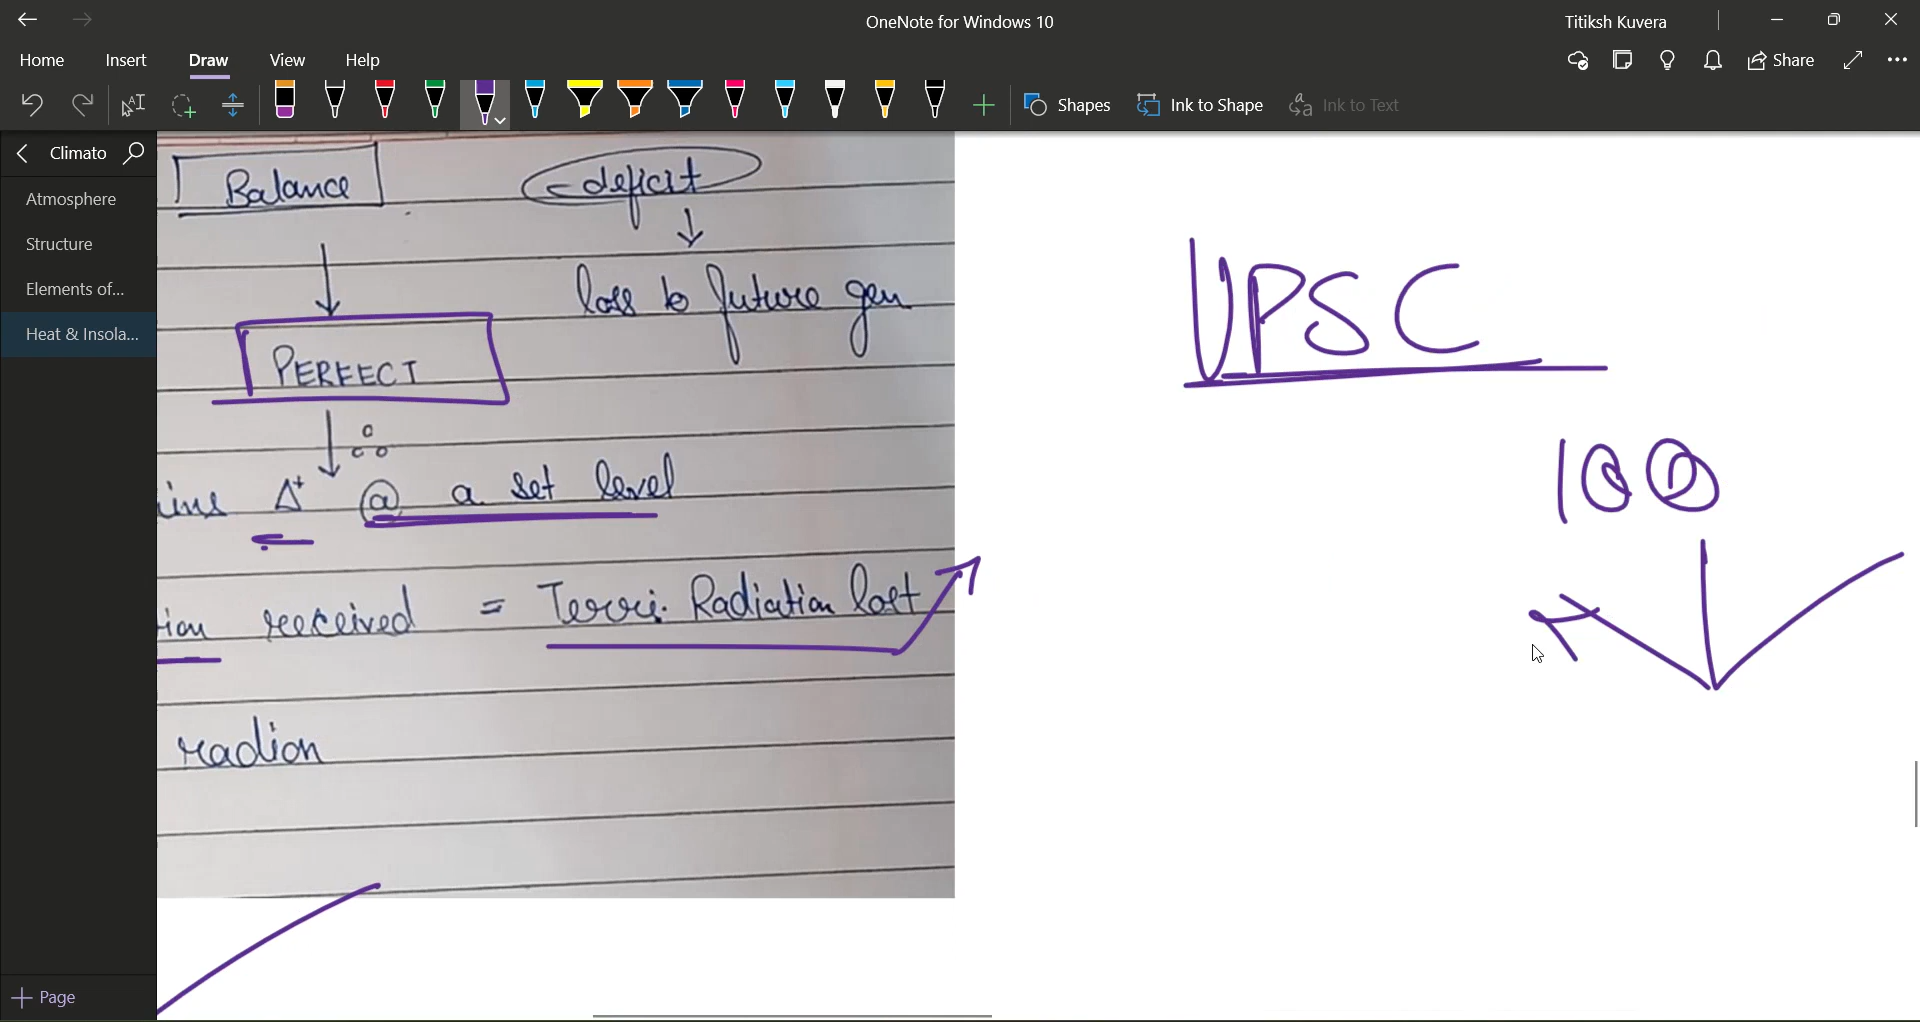 OneNote for Windows 10
Titiksh Kuvera
Home Insert Draw View Help
Share
Shapes Ink to Shape Ink to Text
Climato
Atmosphere
Structure
Elements of...
Heat & Insola...
Page
Balance - deficit
loss to future gen
PERFECT
@ a set level
received = Terri. Radiation lost
radion
UPSC
100